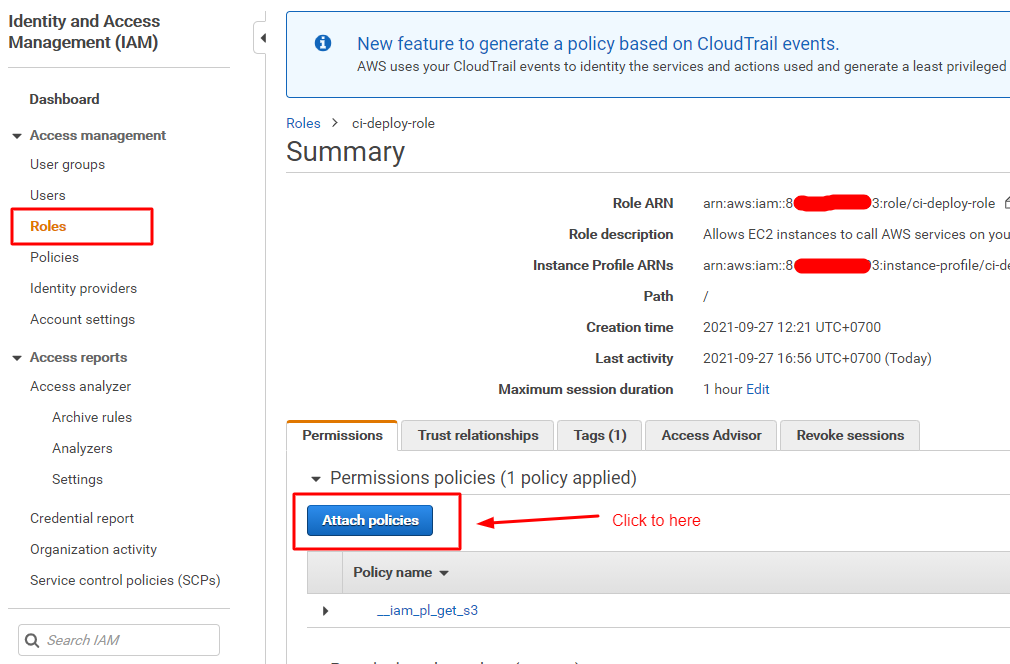 Identity and Access
Management (IAM)
Dashboard
Access management
User groups
Users
Roles
Policies
Identity providers
Account settings
Access reports
Access analyzer
Archive rules
Analyzers
Settings
Credential report
Organization activity
Service control policies (SCPs)
Search IAM
New feature to generate a policy based on CloudTrail events.
AWS uses your CloudTrail events to identify the services and actions used and generate a least privileged
Roles > ci-deploy-role
Summary
Role ARN arn:aws:iam::8 3:role/ci-deploy-role
Role description Allows EC2 instances to call AWS services on you
Instance Profile ARNs arn:aws:iam::8 3:instance-profile/ci-de
Path /
Creation time 2021-09-27 12:21 UTC+0700
Last activity 2021-09-27 16:56 UTC+0700 (Today)
Maximum session duration 1 hour Edit
Permissions Trust relationships Tags (1) Access Advisor Revoke sessions
Permissions policies (1 policy applied)
Attach policies Click to here
Policy name
__iam_pl_get_s3